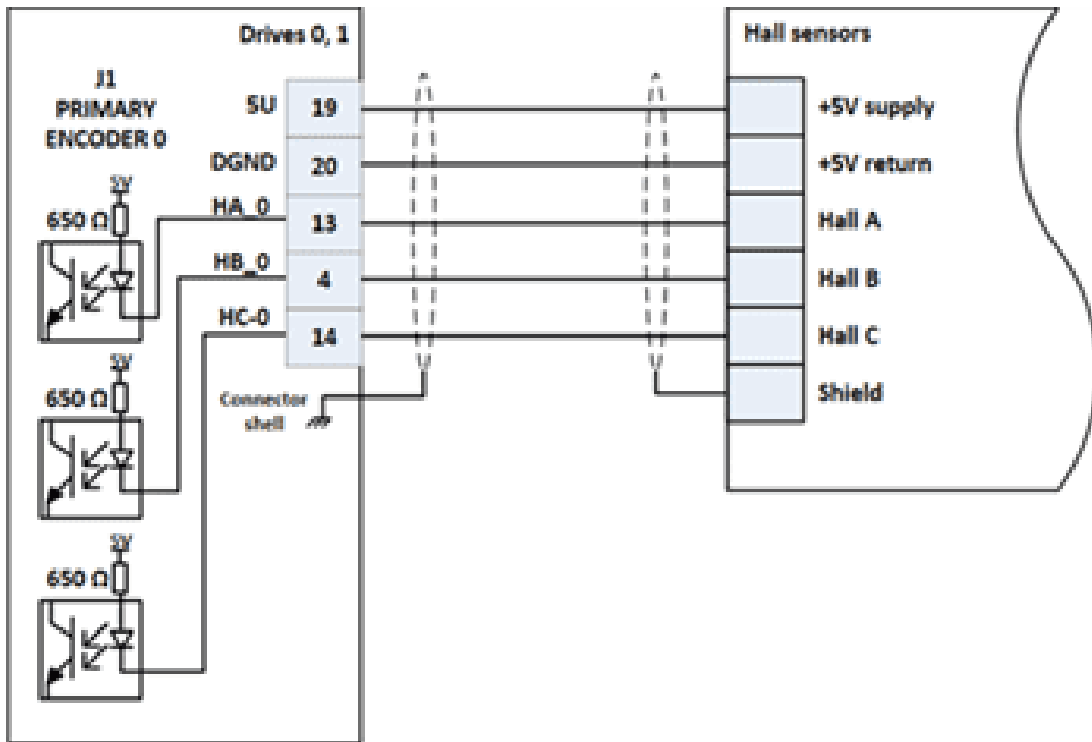 Drives 0, 1
Hall sensors
J1
PRIMARY
ENCODER 0
5U 19
+5V supply
DGND 20
+5V return
HA_0 13
Hall A
HB_0 4
Hall B
HC-0 14
Hall C
Shield
Connector
shell
5V
650 Ω
5V
650 Ω
5V
650 Ω